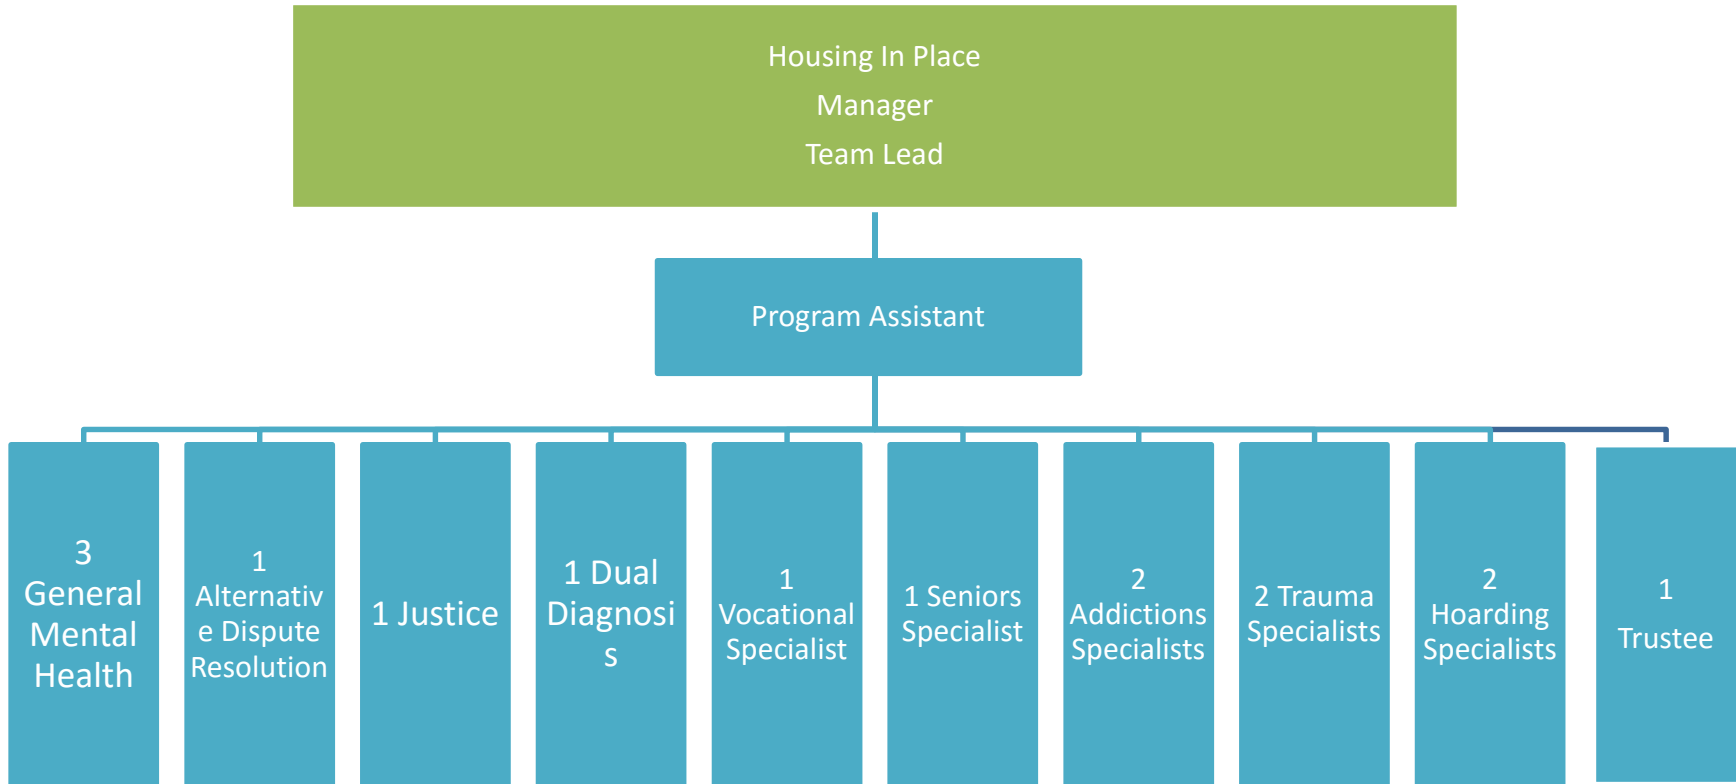 Housing In Place
Manager
Team Lead
Program Assistant
3
General
Mental
Health
1
Alternativ
e Dispute
Resolution
1 Justice
1 Dual
Diagnosi
s
1
Vocational
Specialist
1 Seniors
Specialist
2
Addictions
Specialists
2 Trauma
Specialists
2
Hoarding
Specialists
1
Trustee